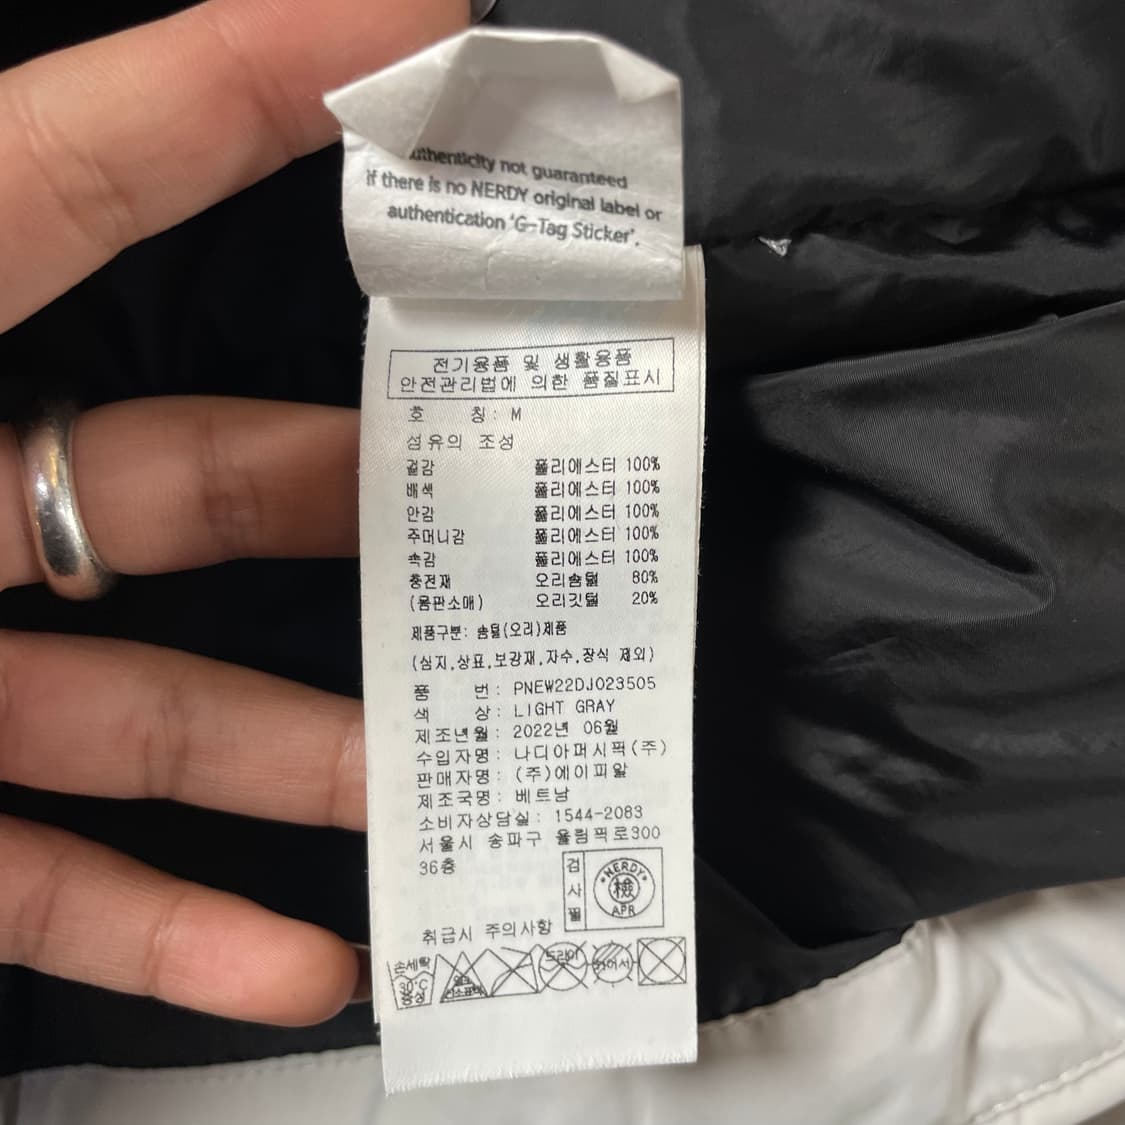 authenticity not guaranteed
if there is no NERDY original label or
authentication 'G-Tag Sticker'.
전기용품 및 생활용품
안전관리법에 의한 품질표시
호 칭: M
섬유의 조성
겉감 폴리에스터 100%
배색 폴리에스터 100%
안감 폴리에스터 100%
주머니감 폴리에스터 100%
속감 폴리에스터 100%
충전재 오리솜털 80%
(몸판소매) 오리깃털 20%
제품구분: 솜털(오리)제품
(심지,상표,보강재,자수,장식 제외)
품 번: PNEW22DJ023505
색 상: LIGHT GRAY
제조년월: 2022년 06월
수입자명: 나디아퍼시픽(주)
판매자명: (주)에이피알
제조국명: 베트남
소비자상담실: 1544-2083
서울시 송파구 올림픽로300
36층
검사필
NERDY
檢
APR
취급시 주의사항
손세탁
30°C
중성
염소
산소표백
드라이